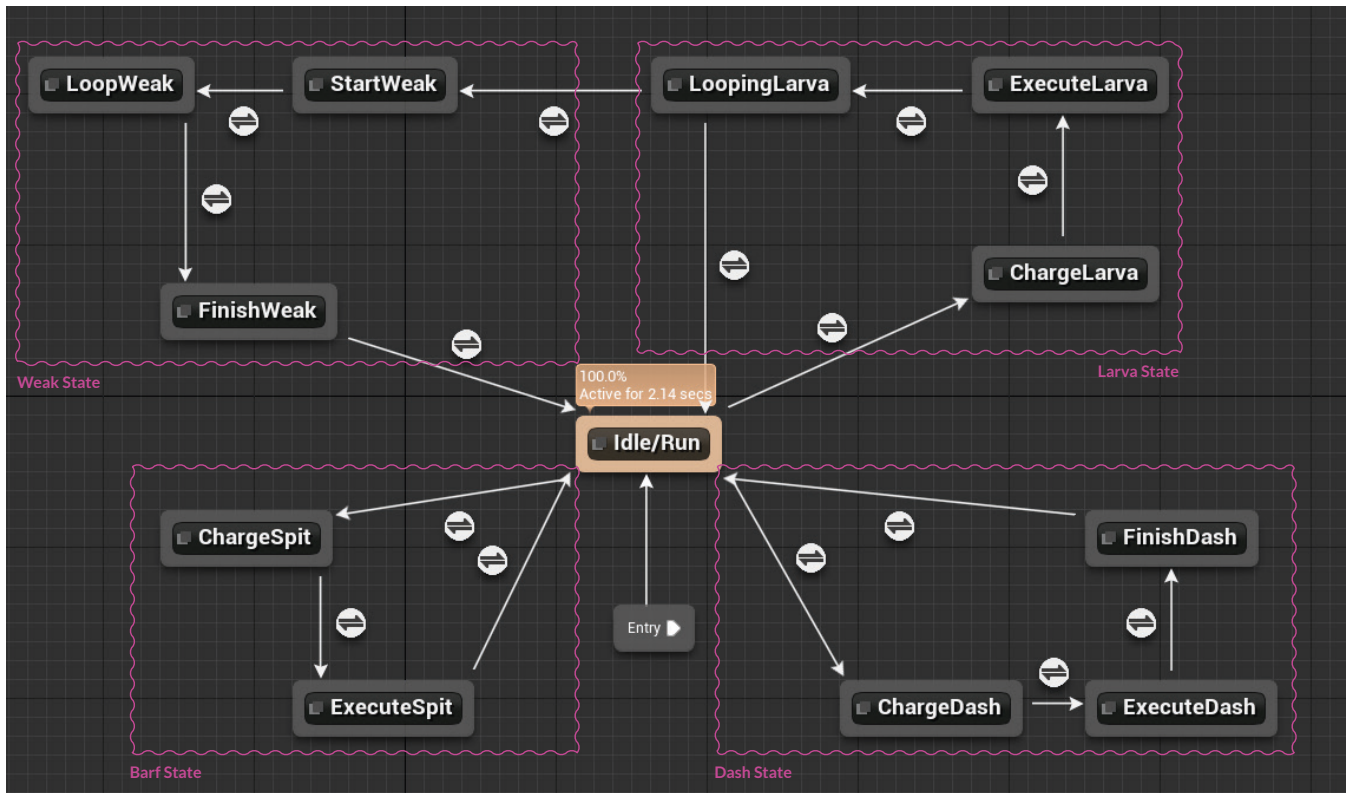 LoopWeak
StartWeak
LoopingLarva
ExecuteLarva
ChargeLarva
FinishWeak
Weak State
Larva State
100.0%
Active for 2.14 secs
Idle/Run
ChargeSpit
FinishDash
Entry
ExecuteSpit
ChargeDash
ExecuteDash
Barf State
Dash State